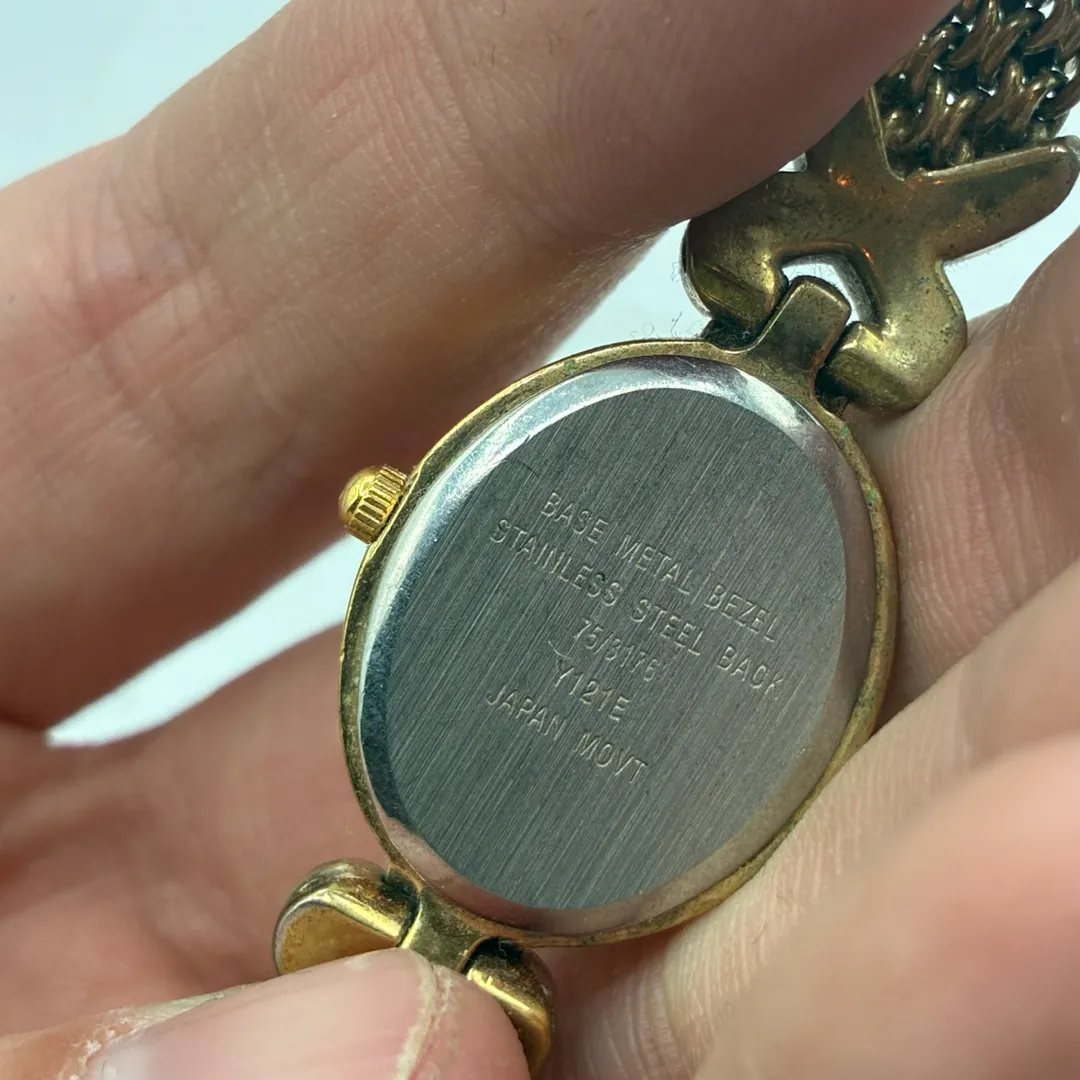 BASE METAL BEZEL
STAINLESS STEEL BACK
75/3176
Y121E
JAPAN MOVT